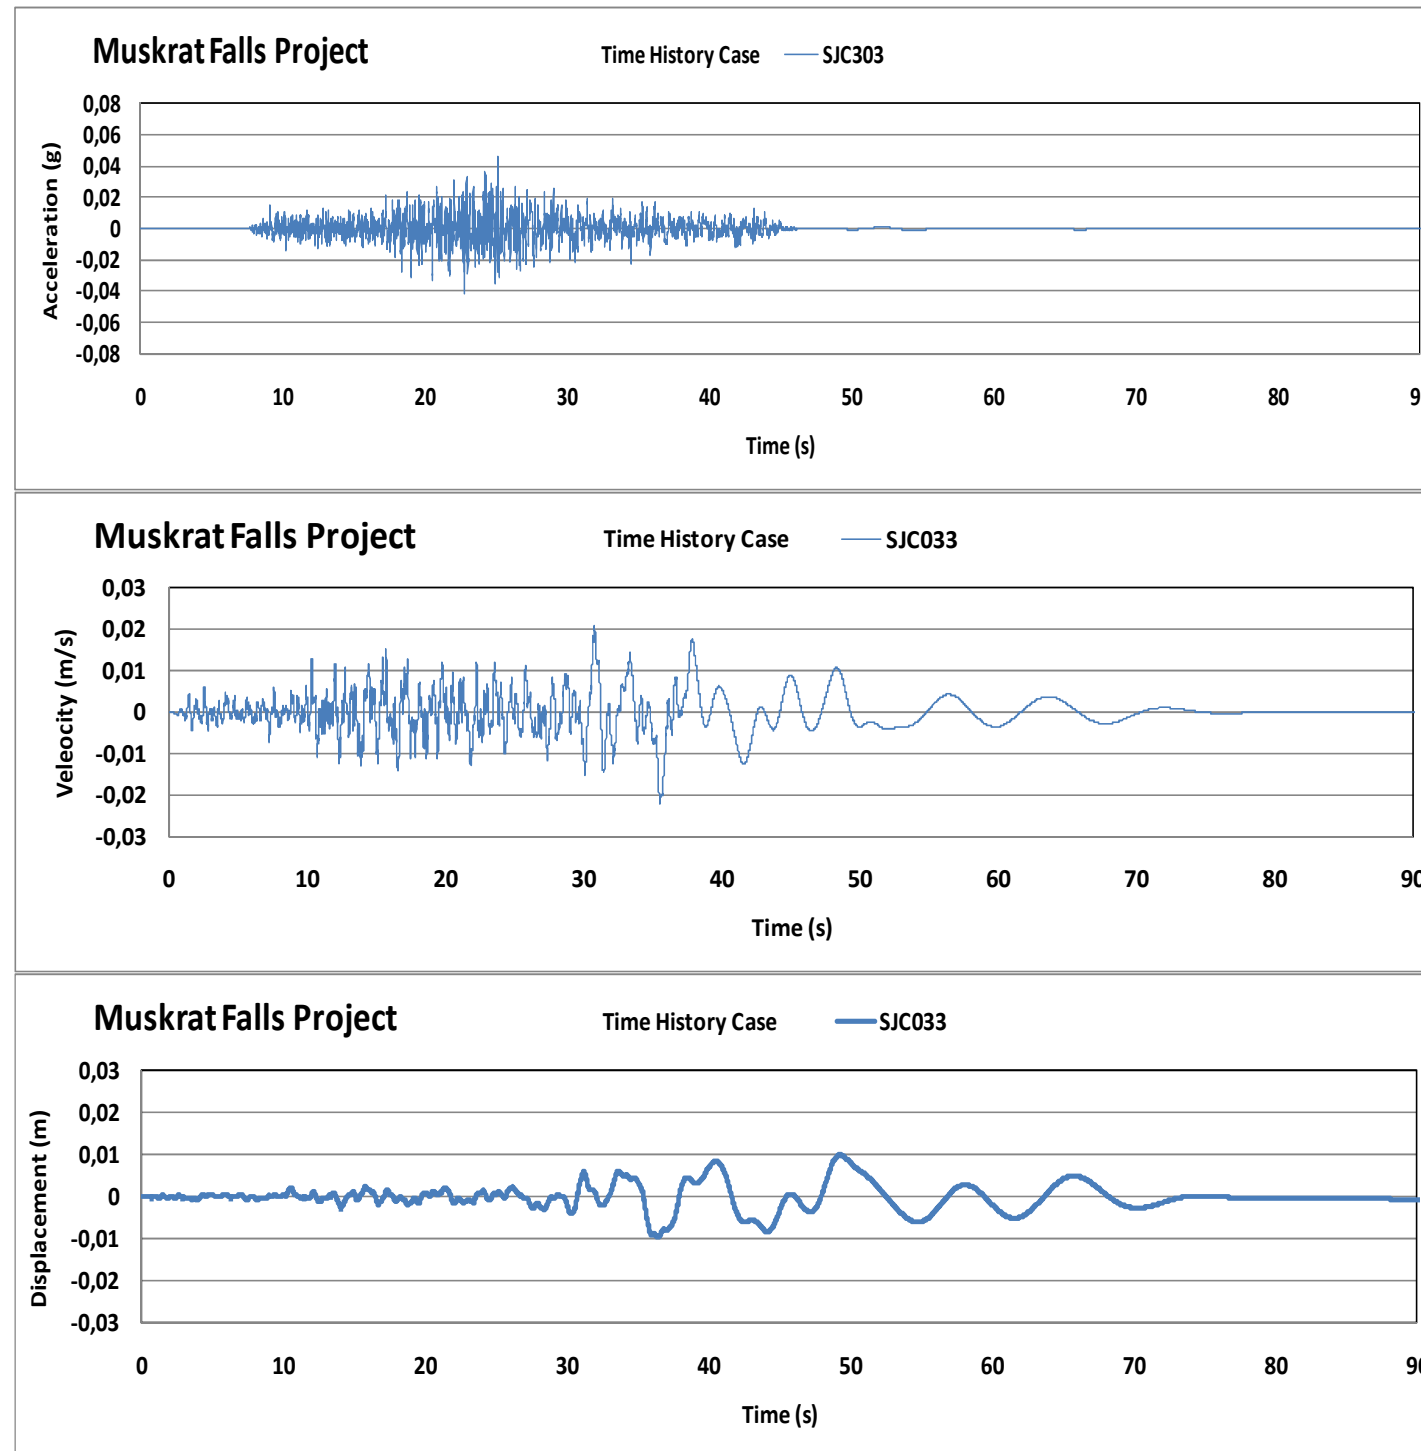 Muskrat Falls Project Time History Case SJC303
0,08
0,06
0,04
0,02
0
-0,02
-0,04
-0,06
-0,08
Acceleration (g)
0 10 20 30 40 50 60 70 80 9
Time (s)
Muskrat Falls Project Time History Case SJC033
0,03
0,02
0,01
0
-0,01
-0,02
-0,03
Veleocity (m/s)
0 10 20 30 40 50 60 70 80 90
Time (s)
Muskrat Falls Project Time History Case SJC033
0,03
0,02
0,01
0
-0,01
-0,02
-0,03
Displacement (m)
0 10 20 30 40 50 60 70 80 90
Time (s)